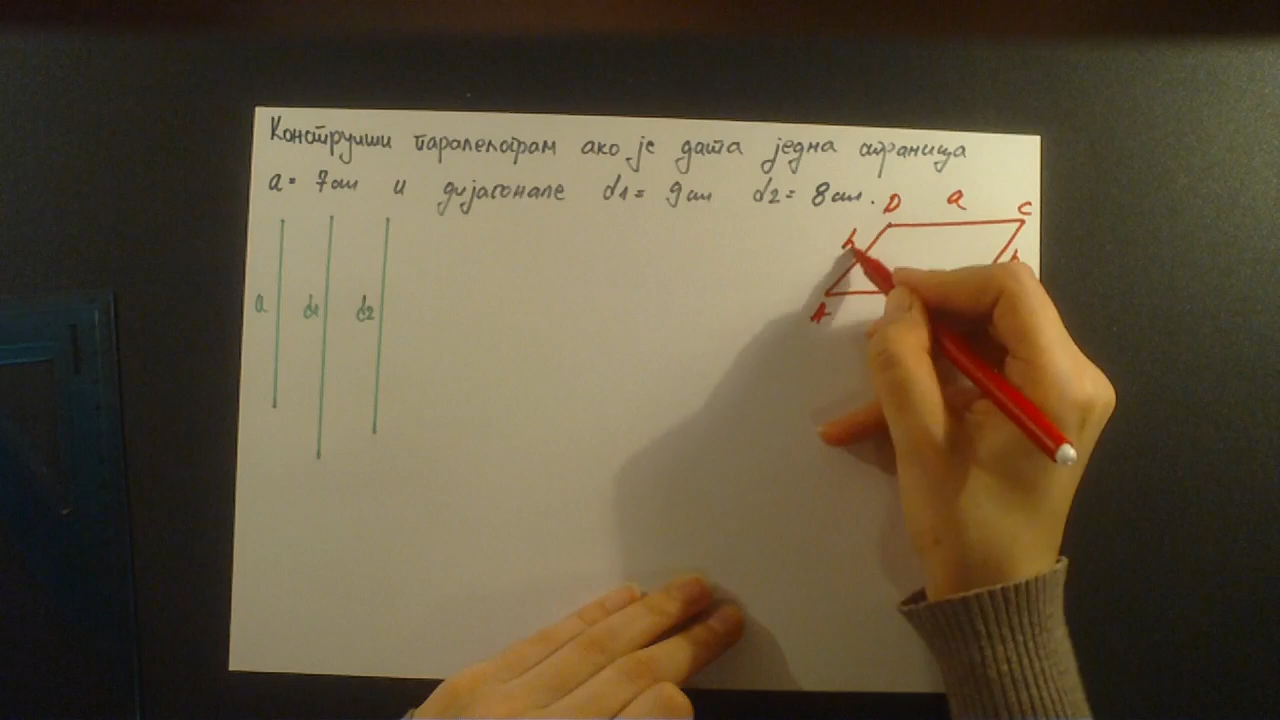 Конструиши паралелограм ако је дата једна страница
a = 7cm и дијагонале d1 = 9cm d2 = 8cm.
D a C
b b
a d1 d2
A